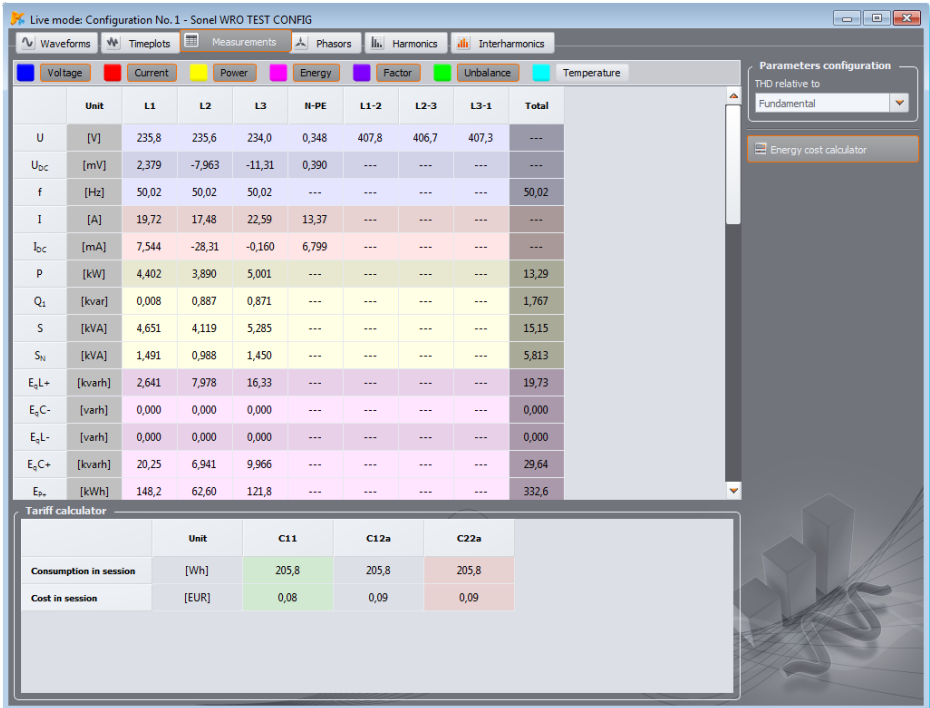 Live mode: Configuration No. 1 - Sonel WRO TEST CONFIG
Waveforms Timeplots Measurements Phasors Harmonics Interharmonics
Voltage Current Power Energy Factor Unbalance Temperature
Parameters configuration
THD relative to
Fundamental
Energy cost calculator
Unit L1 L2 L3 N-PE L1-2 L2-3 L3-1 Total
U [V] 235,8 235,6 234,0 0,348 407,8 406,7 407,3 ---
UDC [mV] 2,379 -7,963 -11,31 0,390 --- --- --- ---
f [Hz] 50,02 50,02 50,02 --- --- --- --- 50,02
I [A] 19,72 17,48 22,59 13,37 --- --- --- ---
IDC [mA] 7,544 -28,31 -0,160 6,799 --- --- --- ---
P [kW] 4,402 3,890 5,001 --- --- --- --- 13,29
Q1 [kvar] 0,008 0,887 0,871 --- --- --- --- 1,767
S [kVA] 4,651 4,119 5,285 --- --- --- --- 15,15
SN [kVA] 1,491 0,988 1,450 --- --- --- --- 5,813
EqL+ [kvarh] 2,641 7,978 16,33 --- --- --- --- 19,73
EqC- [varh] 0,000 0,000 0,000 --- --- --- --- 0,000
EqL- [varh] 0,000 0,000 0,000 --- --- --- --- 0,000
EqC+ [kvarh] 20,25 6,941 9,966 --- --- --- --- 29,64
EP+ [kWh] 148,2 62,60 121,8 --- --- --- --- 332,6
Tariff calculator
Unit C11 C12a C22a
Consumption in session [Wh] 205,8 205,8 205,8
Cost in session [EUR] 0,08 0,09 0,09